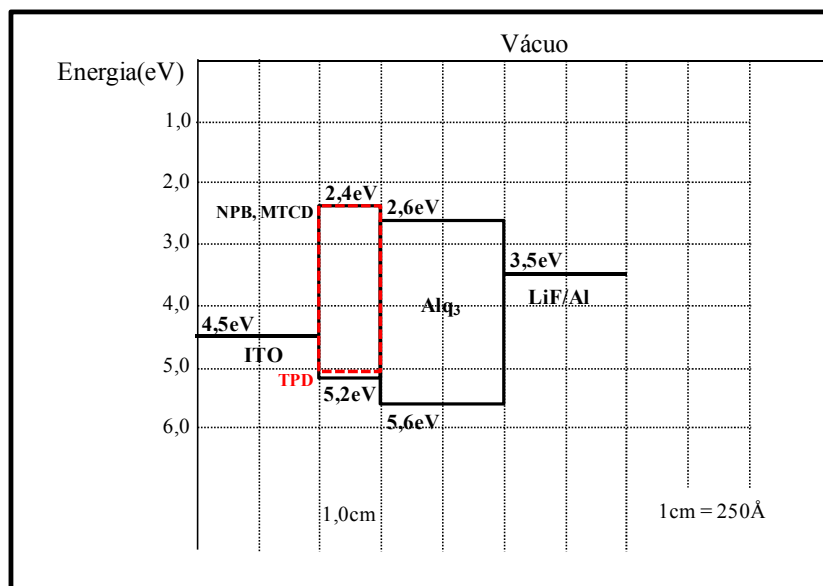 Vácuo
Energia(eV)
1,0
2,0
2,4eV
NPB, MTCD
2,6eV
3,0
3,5eV
LiF/Al
4,0
Alq₃
4,5eV
ITO
5,0
TPD
5,2eV
5,6eV
6,0
1,0cm
1cm = 250Å